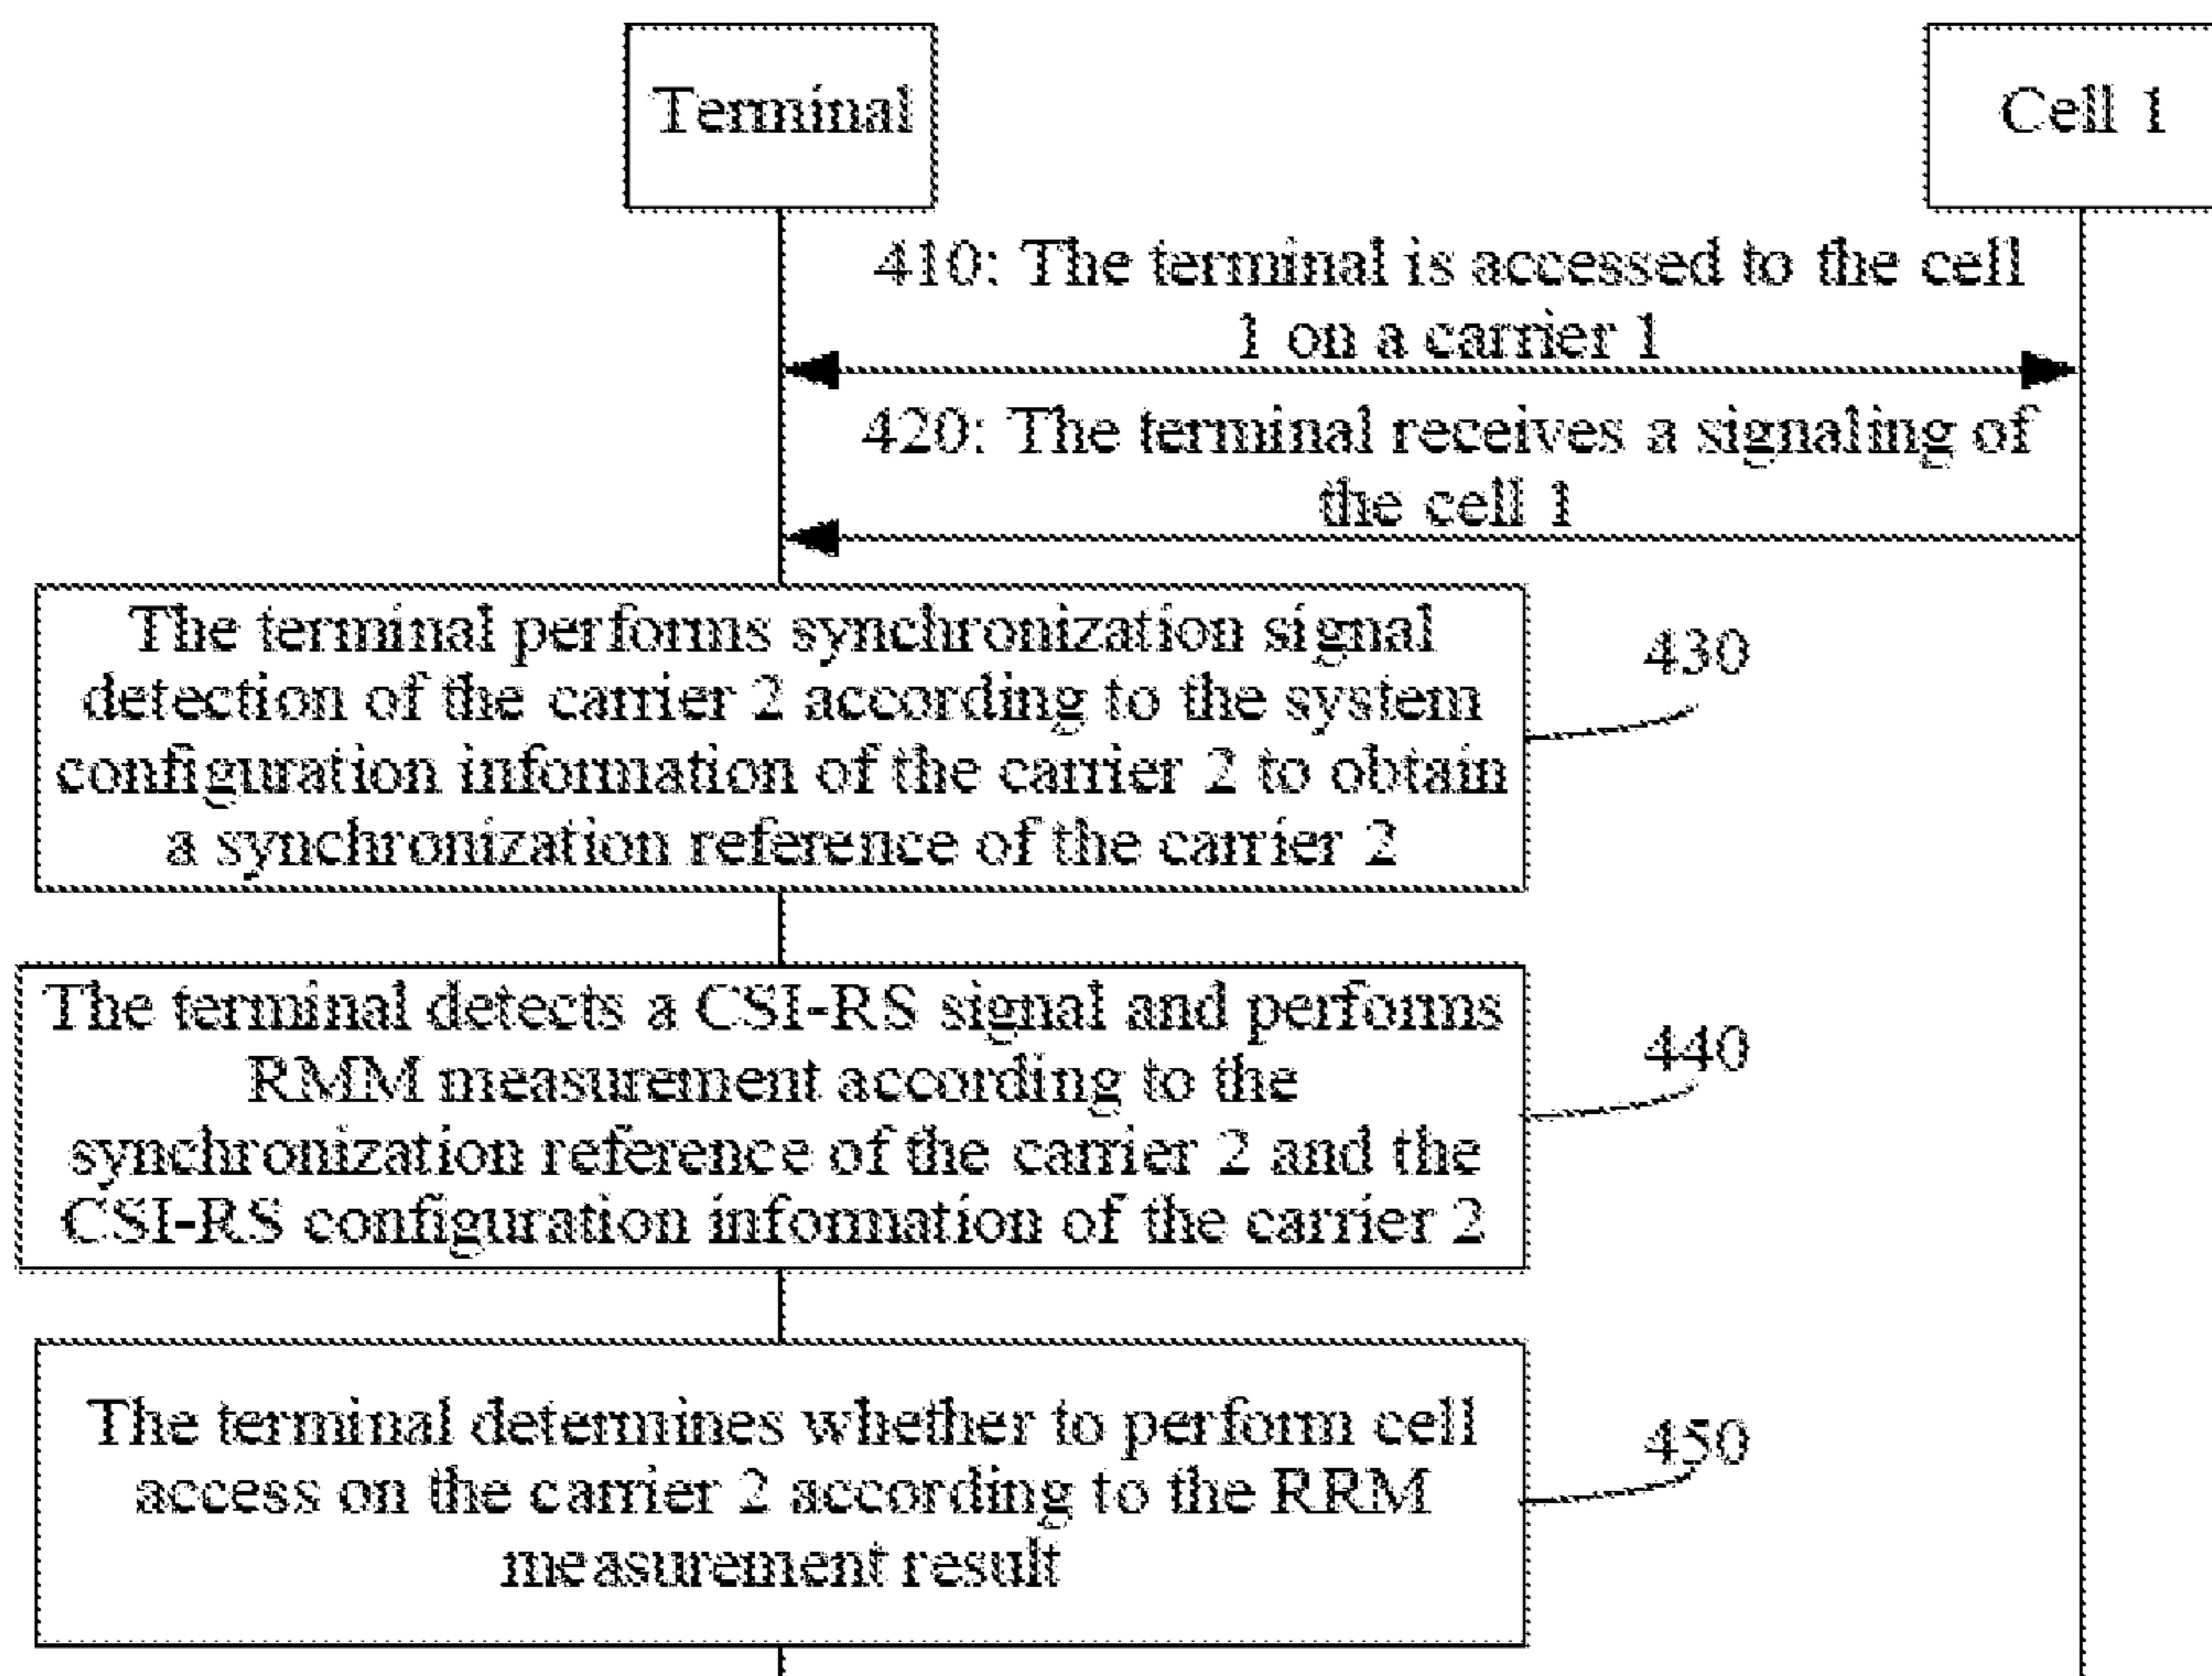 Terminal
Cell 1
410: The terminal is accessed to the cell
1 on a carrier 1
420: The terminal receives a signaling of
the cell 1
The terminal performs synchronization signal
detection of the carrier 2 according to the system
configuration information of the carrier 2 to obtain
a synchronization reference of the carrier 2
430
The terminal detects a CSI-RS signal and performs
RMM measurement according to the
synchronization reference of the carrier 2 and the
CSI-RS configuration information of the carrier 2
440
The terminal determines whether to perform cell
access on the carrier 2 according to the RRM
measurement result
450